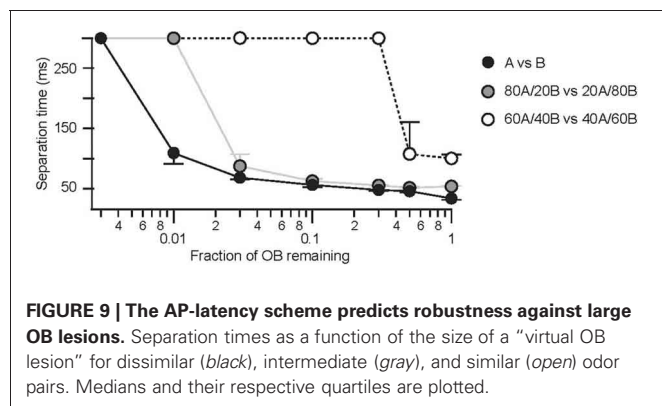 250
150
50
Separation time (ms)
A vs B
80A/20B vs 20A/80B
60A/40B vs 40A/60B
4 6 8 2 4 6 8 2 4 6 8
0.01 0.1 1
Fraction of OB remaining
FIGURE 9 | The AP-latency scheme predicts robustness against large
OB lesions. Separation times as a function of the size of a “virtual OB
lesion” for dissimilar (black), intermediate (gray), and similar (open) odor
pairs. Medians and their respective quartiles are plotted.